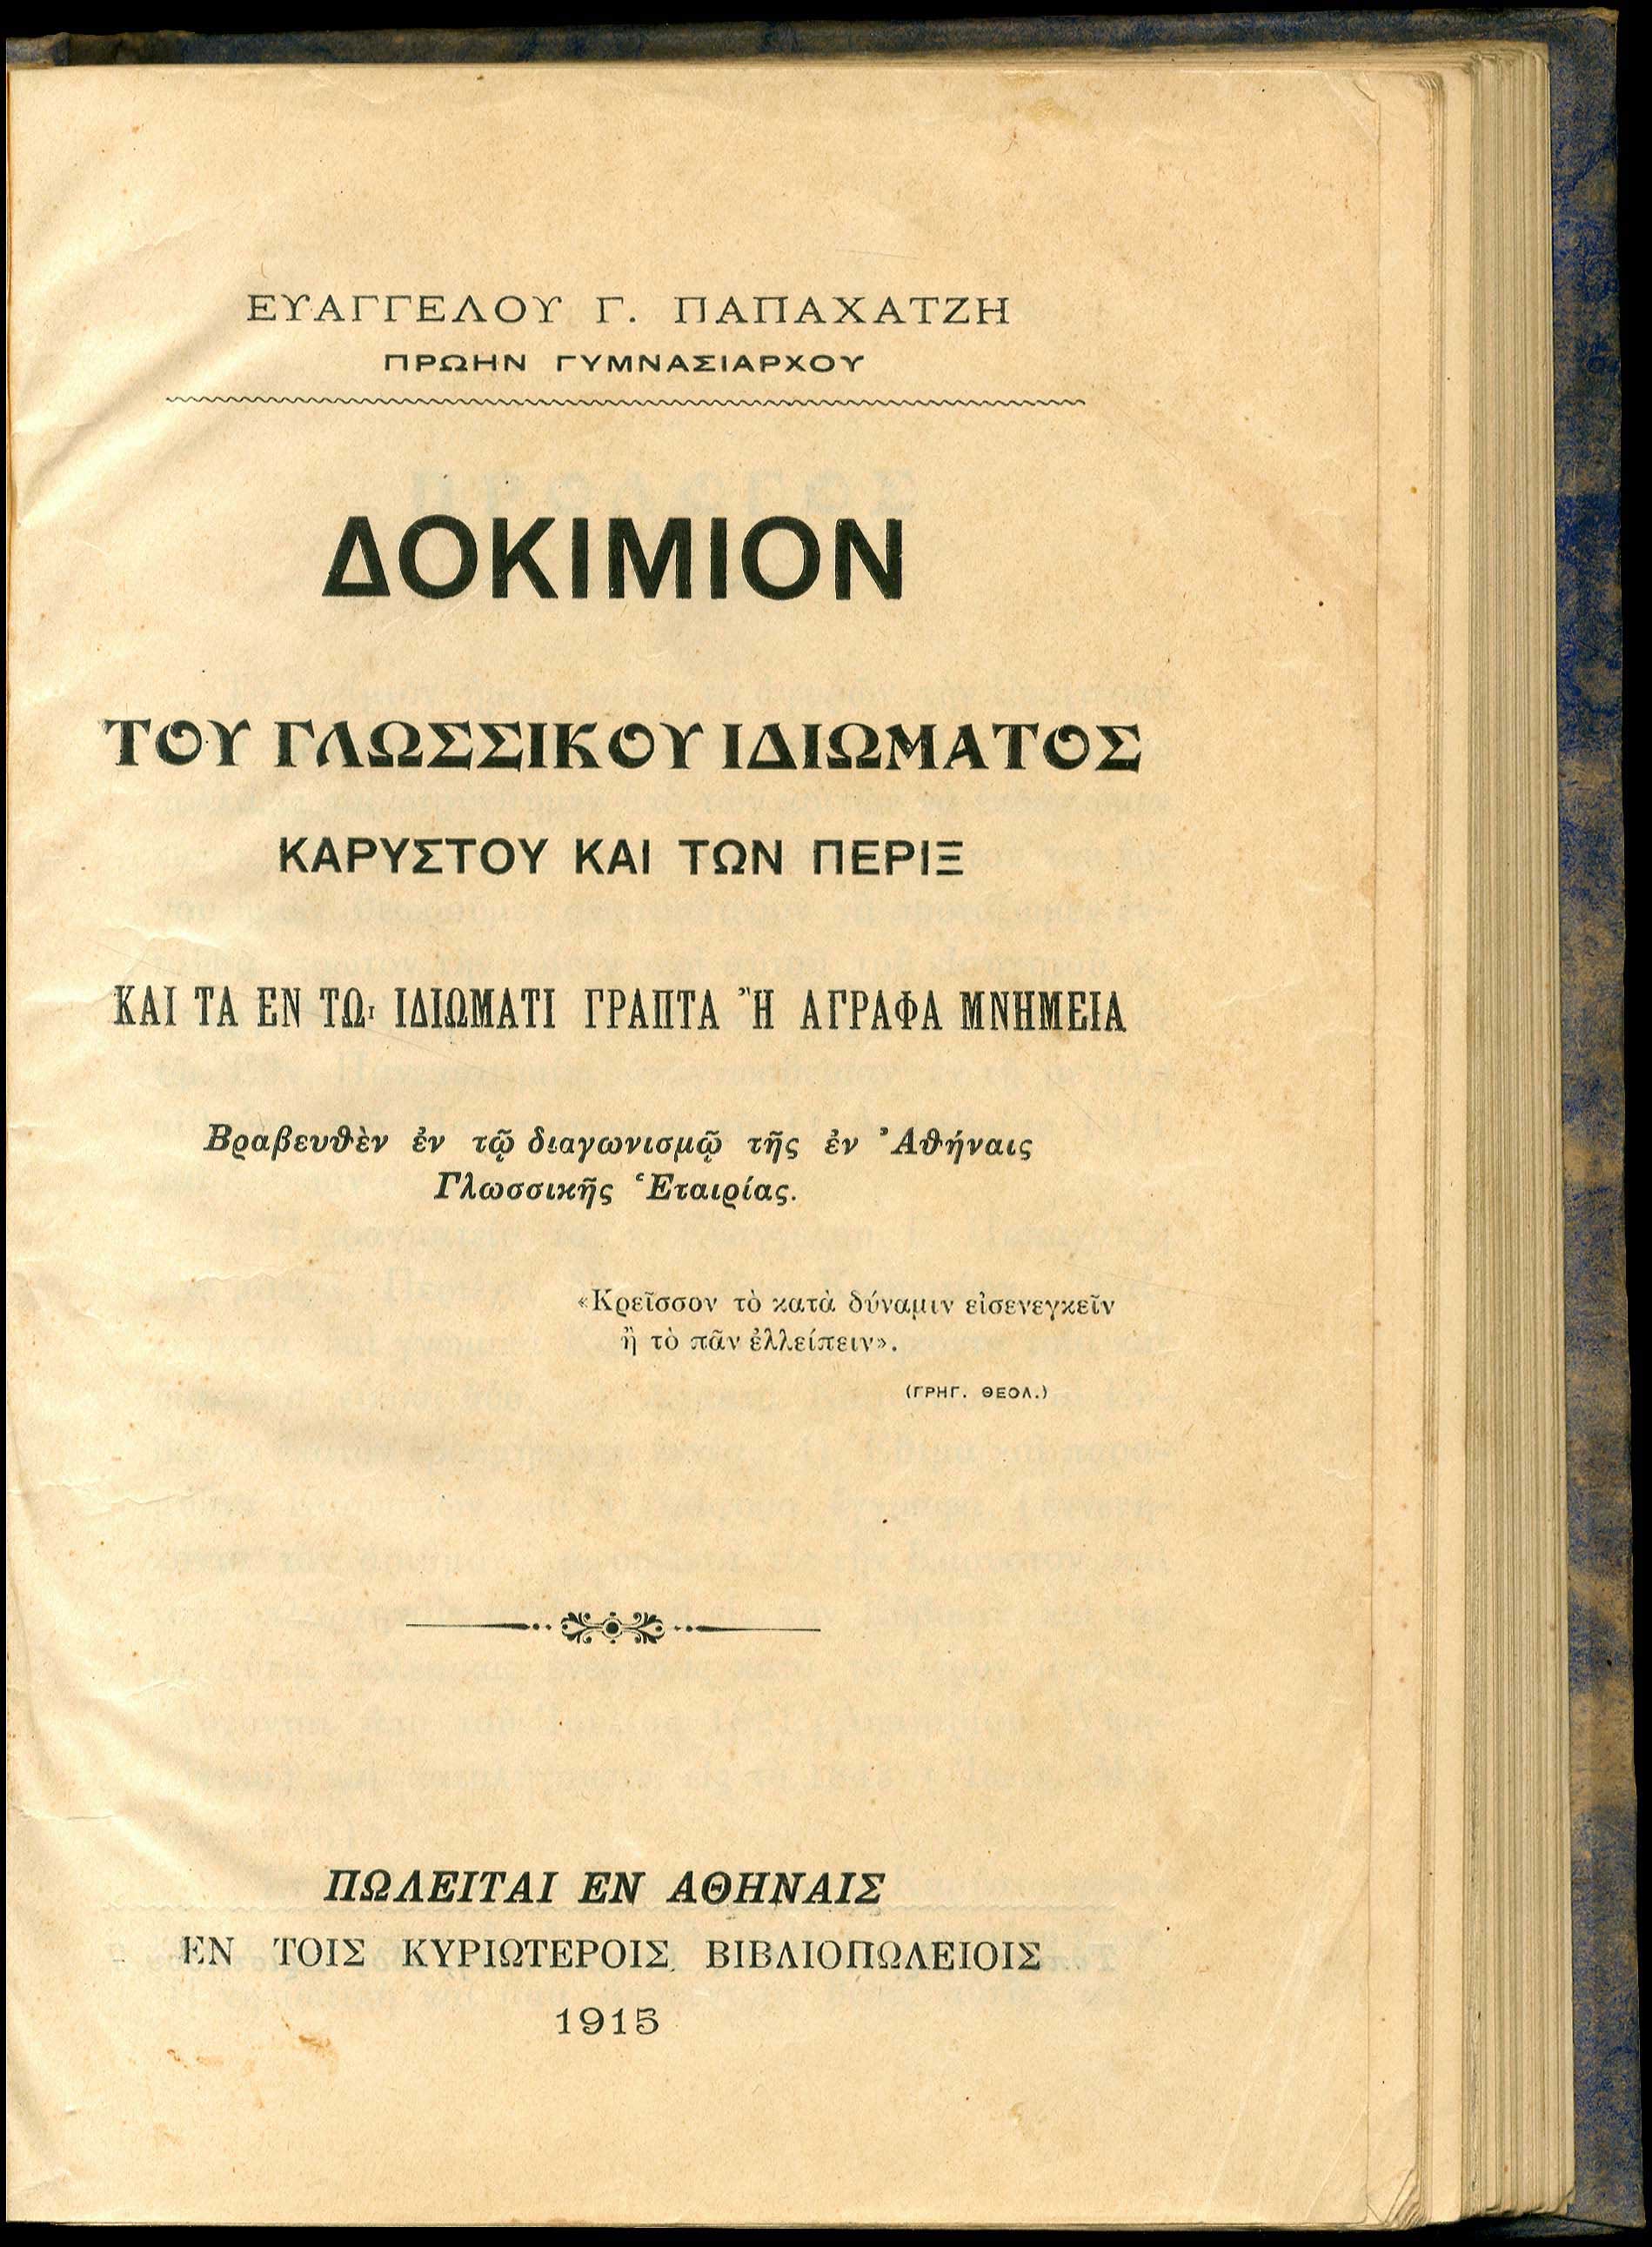 ΕΥΑΓΓΕΛΟΥ Γ. ΠΑΠΑΧΑΤΖΗ
ΠΡΩΗΝ ΓΥΜΝΑΣΙΑΡΧΟΥ
ΔΟΚΙΜΙΟΝ
ΤΟΥ ΓΛΩΣΣΙΚΟΥ ΙΔΙΩΜΑΤΟΣ
ΚΑΡΥΣΤΟΥ ΚΑΙ ΤΩΝ ΠΕΡΙΞ
ΚΑΙ ΤΑ ΕΝ ΤΩι ΙΔΙΩΜΑΤΙ ΓΡΑΠΤΑ Ἢ ΑΓΡΑΦΑ ΜΝΗΜΕΙΑ
Βραβευθὲν ἐν τῷ διαγωνισμῷ τῆς ἐν Ἀθήναις
Γλωσσικῆς Ἑταιρίας.
«Κρεῖσσον τὸ κατὰ δύναμιν εἰσενεγκεῖν
ἢ τὸ πᾶν ἐλλείπειν».
(ΓΡΗΓ. ΘΕΟΛ.)
ΠΩΛΕΙΤΑΙ ΕΝ ΑΘΗΝΑΙΣ
ΕΝ ΤΟΙΣ ΚΥΡΙΩΤΕΡΟΙΣ ΒΙΒΛΙΟΠΩΛΕΙΟΙΣ
1915